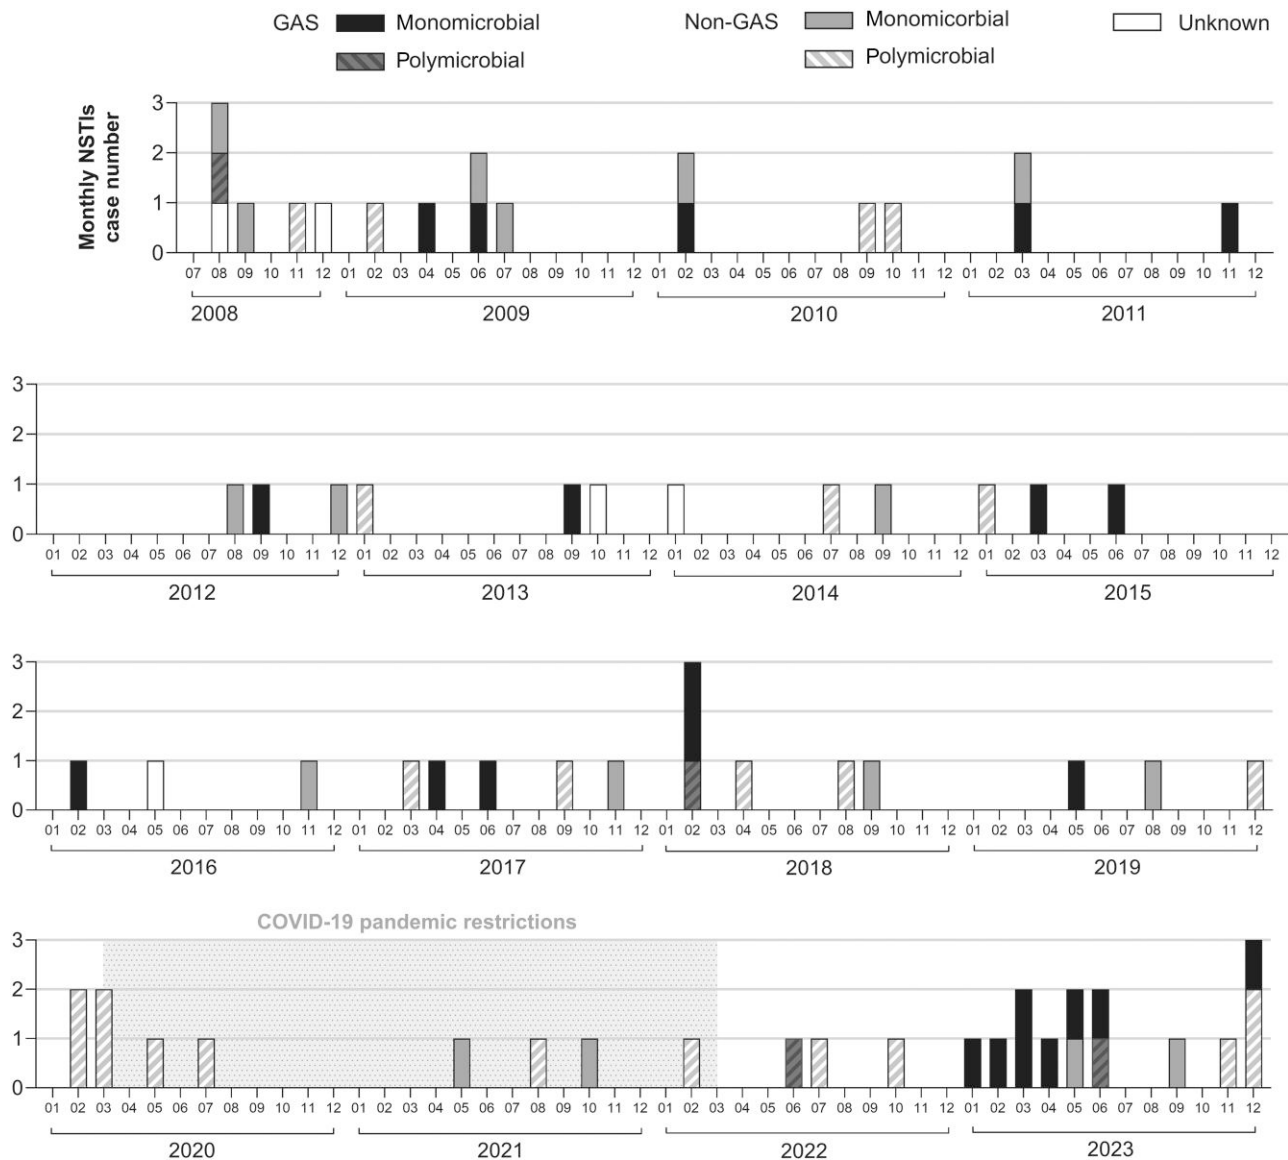 GAS Monomicrobial Non-GAS Monomicorbial Unknown
Polymicrobial Polymicrobial
Monthly NSTIs
case number
3
2
1
0
07 08 09 10 11 12 01 02 03 04 05 06 07 08 09 10 11 12 01 02 03 04 05 06 07 08 09 10 11 12 01 02 03 04 05 06 07 08 09 10 11 12
2008 2009 2010 2011
3
2
1
0
01 02 03 04 05 06 07 08 09 10 11 12 01 02 03 04 05 06 07 08 09 10 11 12 01 02 03 04 05 06 07 08 09 10 11 12 01 02 03 04 05 06 07 08 09 10 11 12
2012 2013 2014 2015
3
2
1
0
01 02 03 04 05 06 07 08 09 10 11 12 01 02 03 04 05 06 07 08 09 10 11 12 01 02 03 04 05 06 07 08 09 10 11 12 01 02 03 04 05 06 07 08 09 10 11 12
2016 2017 2018 2019
COVID-19 pandemic restrictions
3
2
1
0
01 02 03 04 05 06 07 08 09 10 11 12 01 02 03 04 05 06 07 08 09 10 11 12 01 02 03 04 05 06 07 08 09 10 11 12 01 02 03 04 05 06 07 08 09 10 11 12
2020 2021 2022 2023